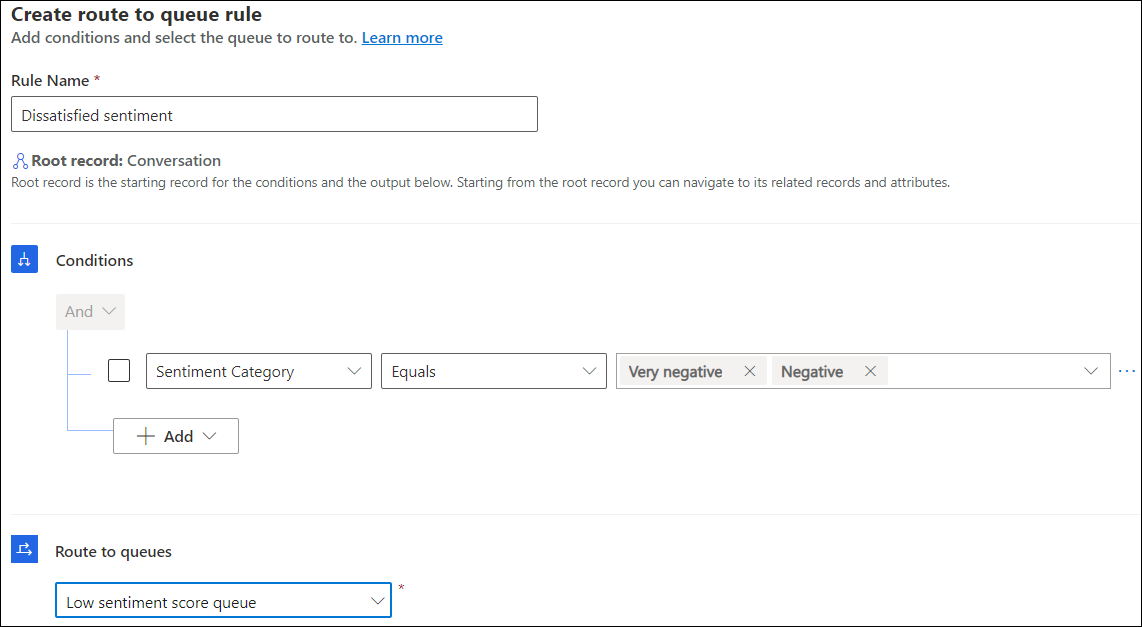 Create route to queue rule
Add conditions and select the queue to route to. Learn more
Rule Name *
Dissatisfied sentiment
Root record: Conversation
Root record is the starting record for the conditions and the output below. Starting from the root record you can navigate to its related records and attributes.
Conditions
And
Sentiment Category Equals Very negative Negative
Add
Route to queues
Low sentiment score queue *